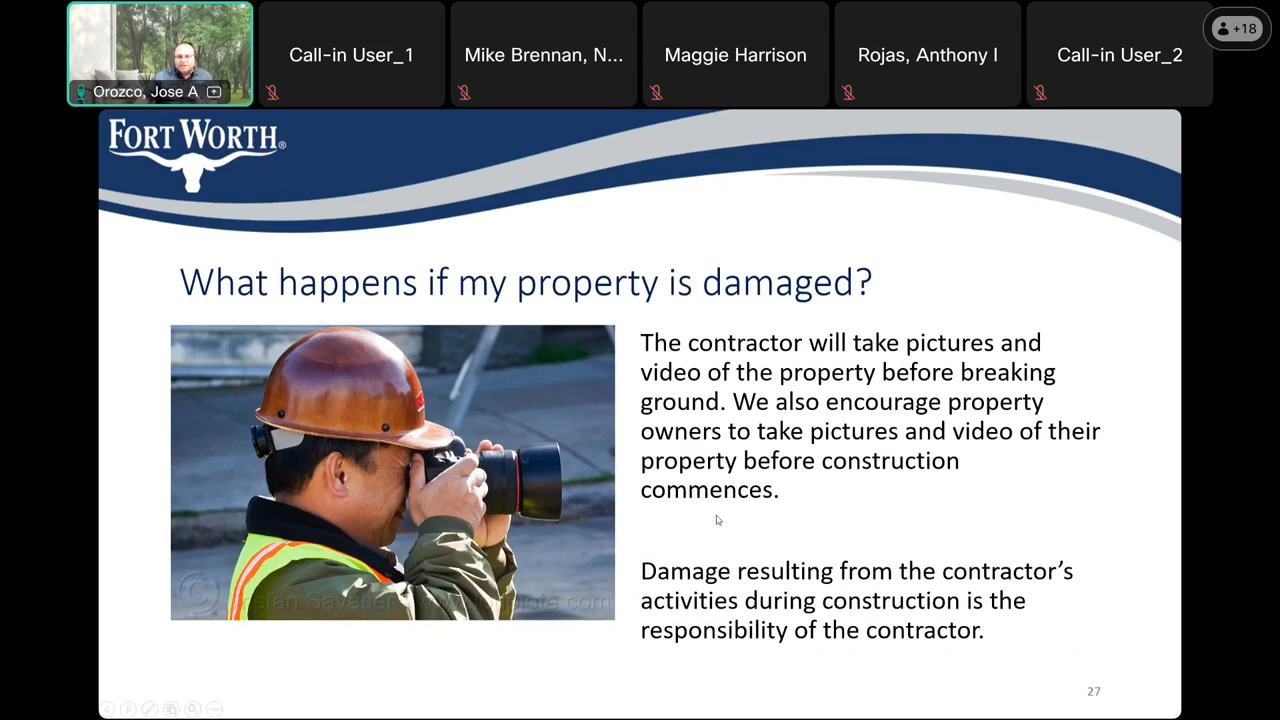 Orozco, Jose A
Call-in User_1
Mike Brennan, N...
Maggie Harrison
Rojas, Anthony I
Call-in User_2
+18
FORT WORTH®
What happens if my property is damaged?
The contractor will take pictures and
video of the property before breaking
ground. We also encourage property
owners to take pictures and video of their
property before construction
commences.
Damage resulting from the contractor’s
activities during construction is the
responsibility of the contractor.
27